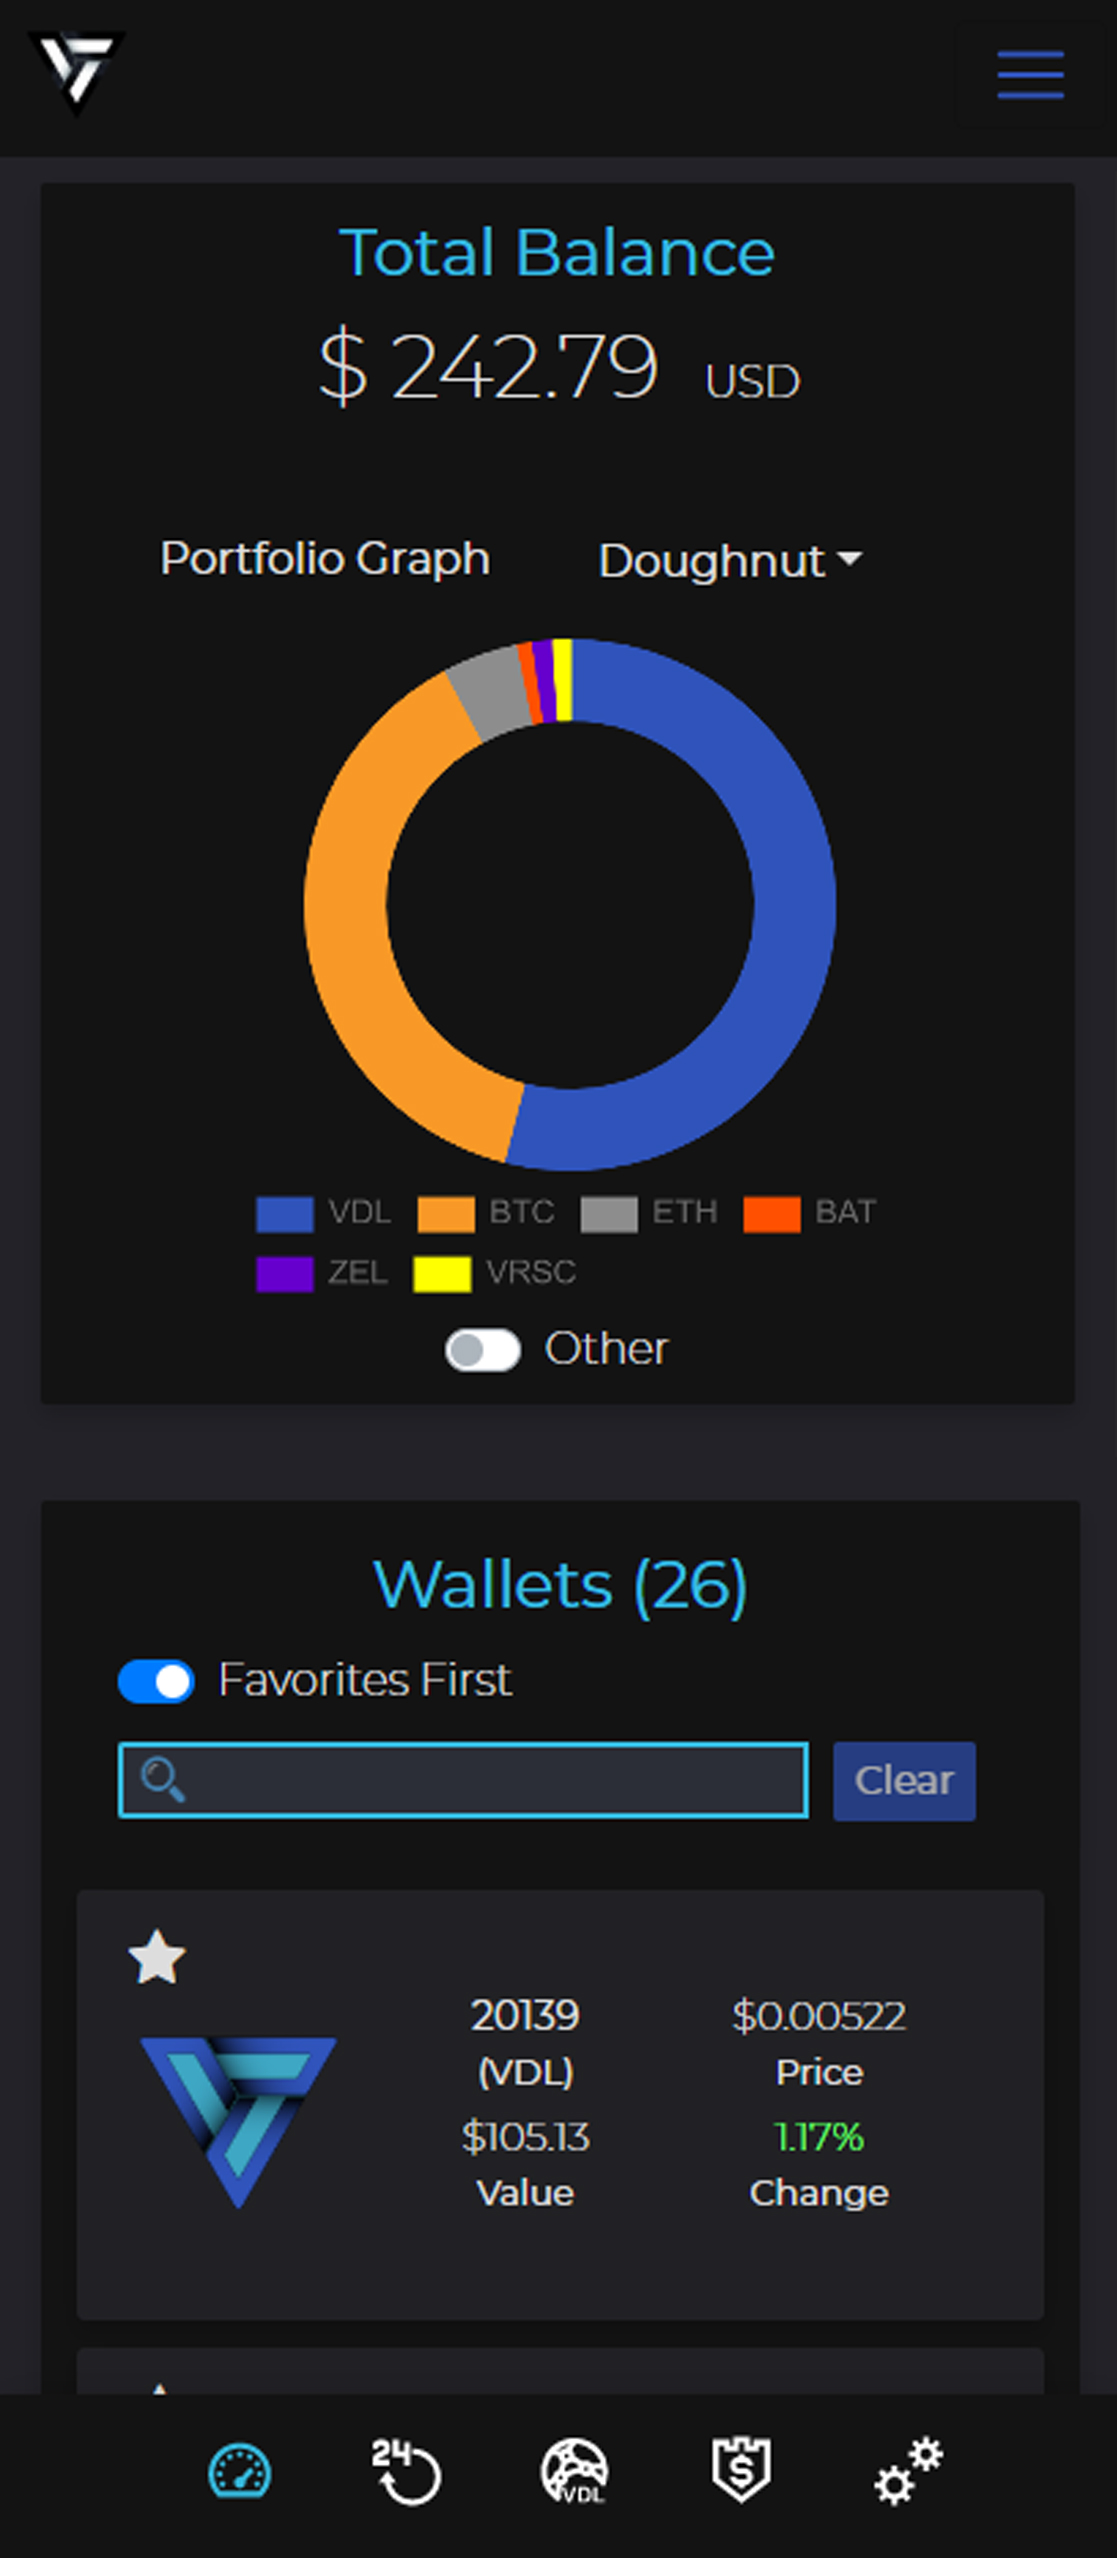 Total Balance
$ 242.79 USD
Portfolio Graph Doughnut
VDL BTC ETH BAT
ZEL VRSC
Other
Wallets (26)
Favorites First
Clear
20139 $0.00522
(VDL) Price
$105.13 1.17%
Value Change
24
VDL
$